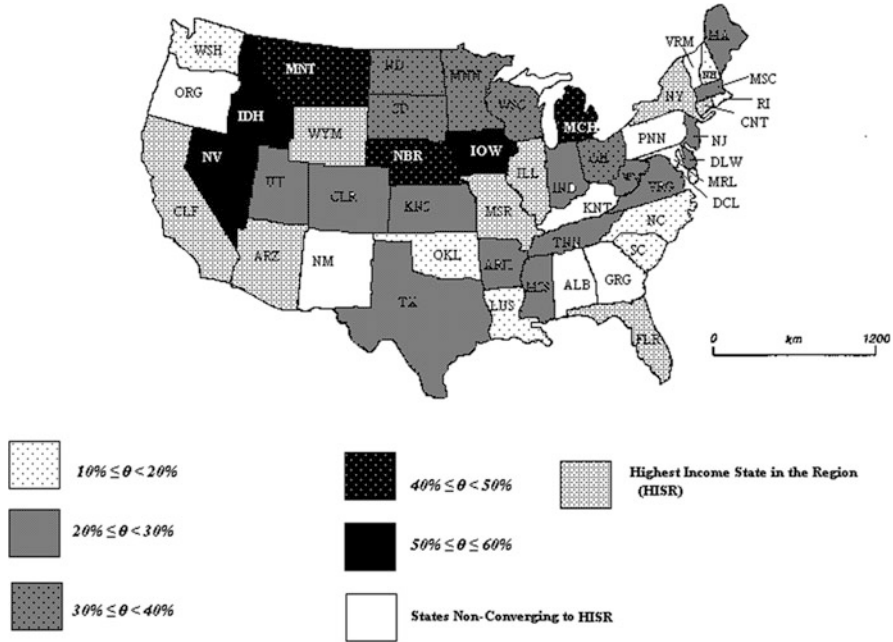 WSH
MNT
ND
MNN
VRM
MA
ORG
IDH
SD
WSC
NH
MSC
NY
RI
WYM
MCH
CNT
NV
NBR
IOW
PNN
NJ
UT
CLR
ILL
IND
OH
WV
DLW
CLF
KNS
MSR
VRG
MRL
KNT
DCL
ARZ
NM
OKL
TNN
NC
ARK
SC
TX
MSS
ALB
GRG
LUS
FLR
0 km 1200
10% ≤ θ < 20%
20% ≤ θ < 30%
30% ≤ θ < 40%
40% ≤ θ < 50%
50% ≤ θ ≤ 60%
States Non-Converging to HISR
Highest Income State in the Region
(HISR)